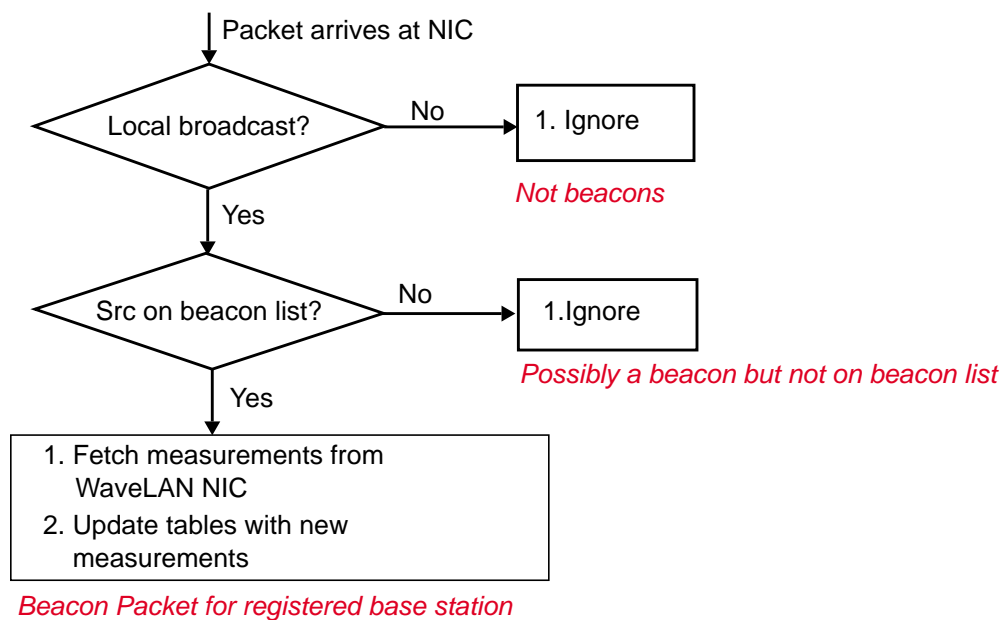 Packet arrives at NIC
Local broadcast?
No
1. Ignore
Not beacons
Yes
Src on beacon list?
No
1.Ignore
Possibly a beacon but not on beacon list
Yes
1. Fetch measurements from
WaveLAN NIC
2. Update tables with new
measurements
Beacon Packet for registered base station